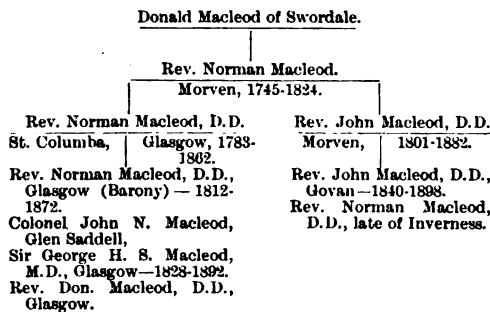 Donald Macleod of Swordale.
Rev. Norman Macleod.
Morven, 1745-1824.
Rev. Norman Macleod, D.D.
St. Columba, Glasgow, 1783-
1862.
Rev. Norman Macleod, D.D.,
Glasgow (Barony) — 1812-
1872.
Colonel John N. Macleod,
Glen Saddell,
Sir George H. S. Macleod,
M.D., Glasgow—1828-1892.
Rev. Don. Macleod, D.D.,
Glasgow.
Rev. John Macleod, D.D.,
Morven, 1801-1882.
Rev. John Macleod, D.D.,
Govan—1840-1898.
Rev. Norman Macleod,
D.D., late of Inverness.